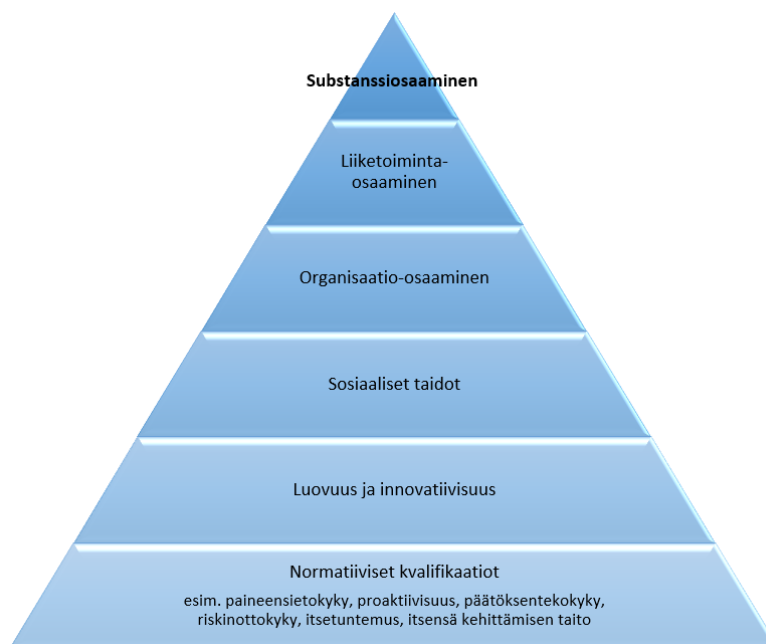 Substanssiosaaminen
Liiketoiminta-
osaaminen
Organisaatio-osaaminen
Sosiaaliset taidot
Luovuus ja innovatiivisuus
Normatiiviset kvalifikaatiot
esim. paineensietokyky, proaktiivisuus, päätöksentekokyky,
riskinottokyky, itsetuntemus, itsensä kehittämisen taito